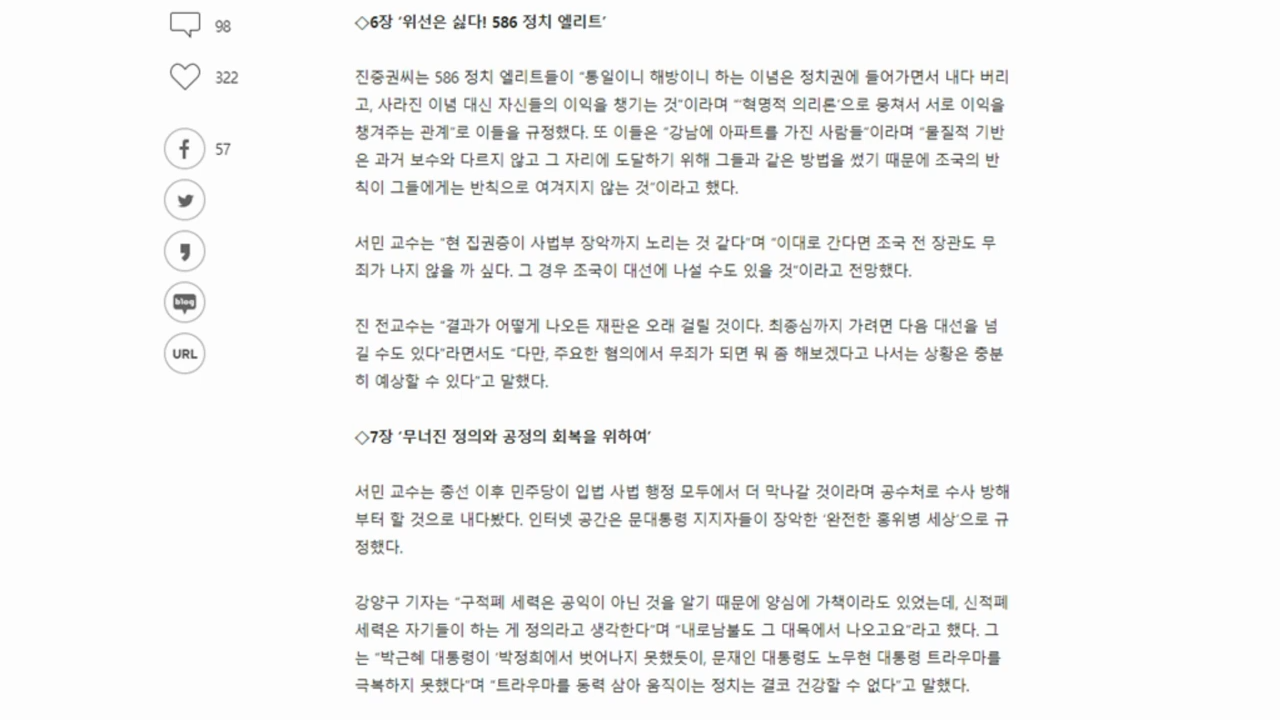 98
322
57
blog
URL
◇6장 ‘위선은 싫다! 586 정치 엘리트’
진중권씨는 586 정치 엘리트들이 “통일이니 해방이니 하는 이념은 정치권에 들어가면서 내다 버리
고, 사라진 이념 대신 자신들의 이익을 챙기는 것”이라며 “‘혁명적 의리론’으로 뭉쳐서 서로 이익을
챙겨주는 관계”로 이들을 규정했다. 또 이들은 “강남에 아파트를 가진 사람들”이라며 “물질적 기반
은 과거 보수와 다르지 않고 그 자리에 도달하기 위해 그들과 같은 방법을 썼기 때문에 조국의 반
칙이 그들에게는 반칙으로 여겨지지 않는 것”이라고 했다.
서민 교수는 “현 집권층이 사법부 장악까지 노리는 것 같다”며 “이대로 간다면 조국 전 장관도 무
죄가 나지 않을 까 싶다. 그 경우 조국이 대선에 나설 수도 있을 것”이라고 전망했다.
진 전교수는 “결과가 어떻게 나오든 재판은 오래 걸릴 것이다. 최종심까지 가려면 다음 대선을 넘
길 수도 있다”라면서도 “다만, 주요한 혐의에서 무죄가 되면 뭐 좀 해보겠다고 나서는 상황은 충분
히 예상할 수 있다”고 말했다.
◇7장 ‘무너진 정의와 공정의 회복을 위하여’
서민 교수는 총선 이후 민주당이 입법 사법 행정 모두에서 더 막나갈 것이라며 공수처로 수사 방해
부터 할 것으로 내다봤다. 인터넷 공간은 문대통령 지지자들이 장악한 ‘완전한 홍위병 세상’으로 규
정했다.
강양구 기자는 “구적폐 세력은 공익이 아닌 것을 알기 때문에 양심에 가책이라도 있었는데, 신적폐
세력은 자기들이 하는 게 정의라고 생각한다”며 “내로남불도 그 대목에서 나오고요”라고 했다. 그
는 “박근혜 대통령이 ‘박정희에서 벗어나지 못했듯이, 문재인 대통령도 노무현 대통령 트라우마를
극복하지 못했다”며 “트라우마를 동력 삼아 움직이는 정치는 결코 건강할 수 없다”고 말했다.